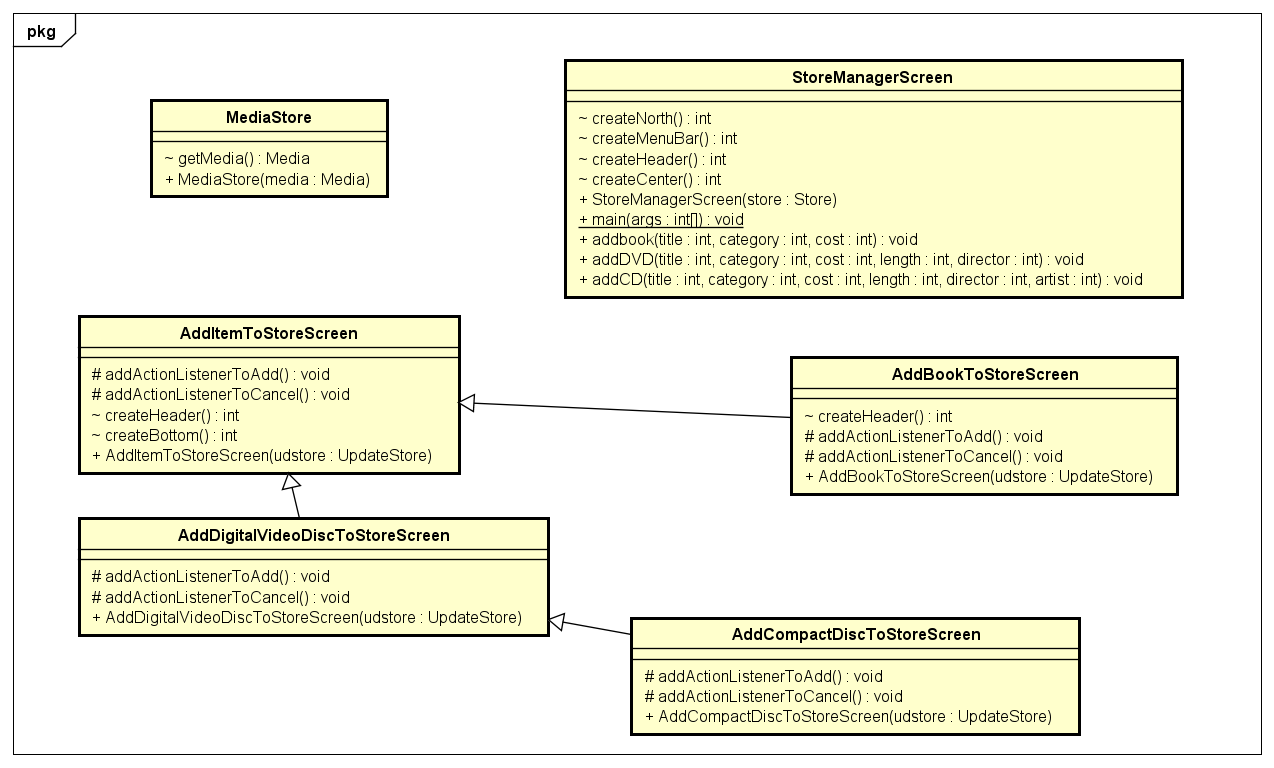 pkg
MediaStore
~ getMedia() : Media
+ MediaStore(media : Media)
StoreManagerScreen
~ createNorth() : int
~ createMenuBar() : int
~ createHeader() : int
~ createCenter() : int
+ StoreManagerScreen(store : Store)
+ main(args : int[]) : void
+ addbook(title : int, category : int, cost : int) : void
+ addDVD(title : int, category : int, cost : int, length : int, director : int) : void
+ addCD(title : int, category : int, cost : int, length : int, director : int, artist : int) : void
AddItemToStoreScreen
# addActionListenerToAdd() : void
# addActionListenerToCancel() : void
~ createHeader() : int
~ createBottom() : int
+ AddItemToStoreScreen(udstore : UpdateStore)
AddBookToStoreScreen
~ createHeader() : int
# addActionListenerToAdd() : void
# addActionListenerToCancel() : void
+ AddBookToStoreScreen(udstore : UpdateStore)
AddDigitalVideoDiscToStoreScreen
# addActionListenerToAdd() : void
# addActionListenerToCancel() : void
+ AddDigitalVideoDiscToStoreScreen(udstore : UpdateStore)
AddCompactDiscToStoreScreen
# addActionListenerToAdd() : void
# addActionListenerToCancel() : void
+ AddCompactDiscToStoreScreen(udstore : UpdateStore)